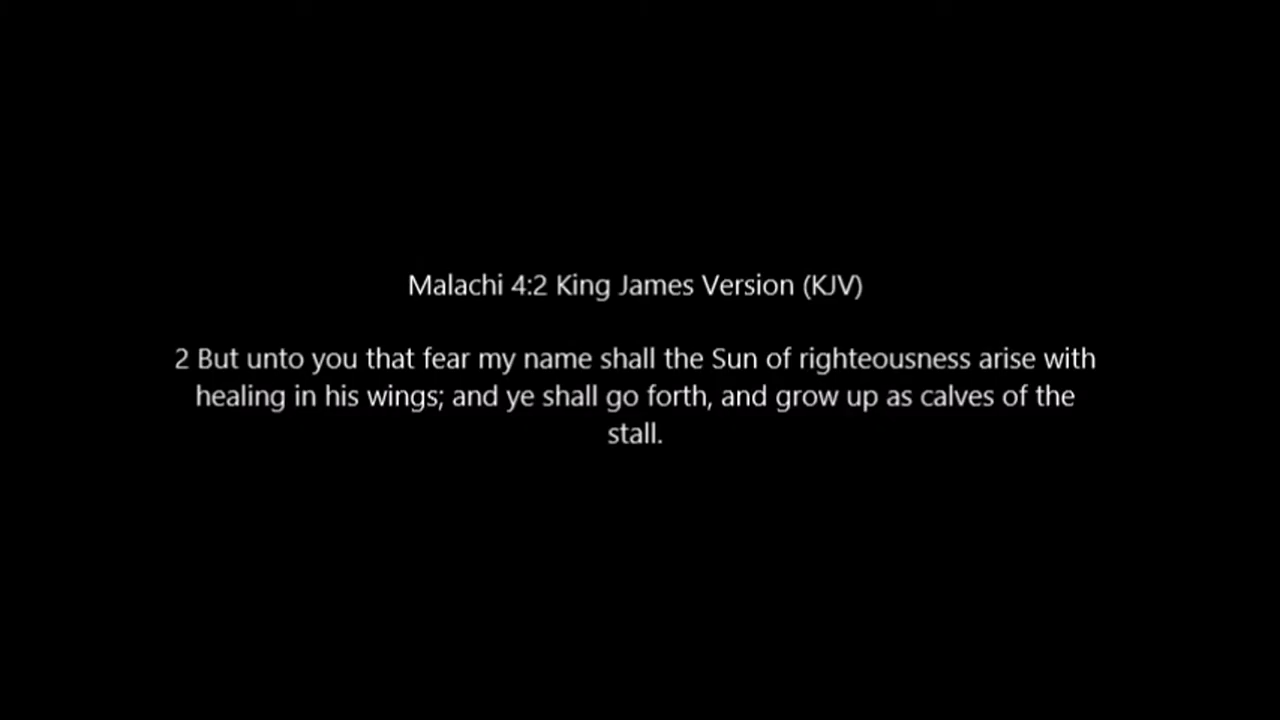 Malachi 4:2 King James Version (KJV)
2 But unto you that fear my name shall the Sun of righteousness arise with
healing in his wings; and ye shall go forth, and grow up as calves of the
stall.